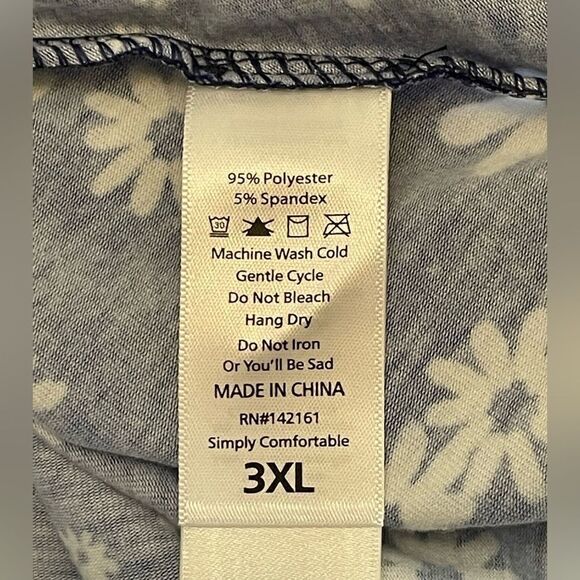 95% Polyester
5% Spandex
30
Machine Wash Cold
Gentle Cycle
Do Not Bleach
Hang Dry
Do Not Iron
Or You'll Be Sad
MADE IN CHINA
RN#142161
Simply Comfortable
3XL